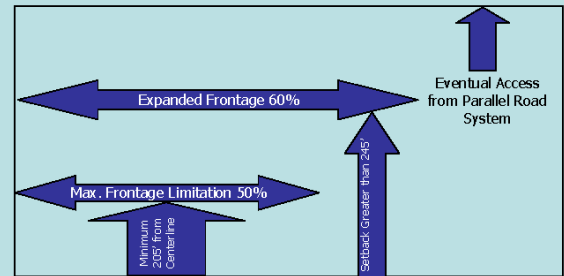 Eventual Access
from Parallel Road
System
Expanded Frontage 60%
Setback Greater than 245'
Max. Frontage Limitation 50%
Minimum
205' from
Centerline